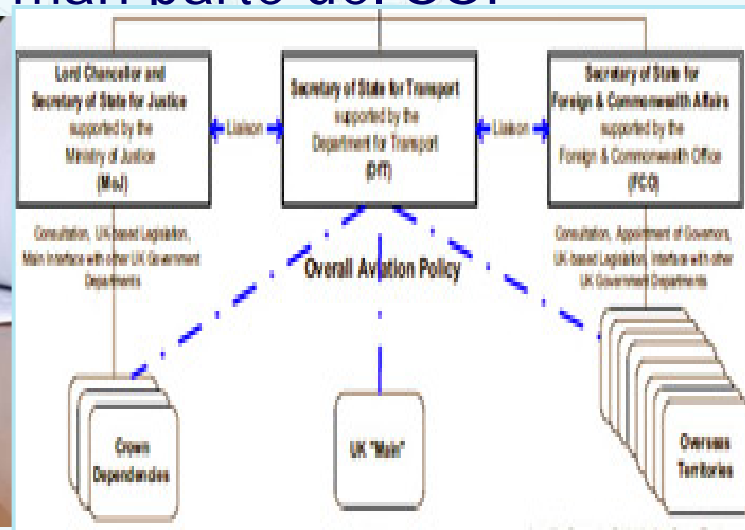 man parte del SSP
Lord Chancellor and
Secretary of State for Justice
supported by the
Ministry of Justice
(MoJ)
Liaison
Secretary of State for Transport
supported by the
Department for Transport
(DfT)
Liaison
Secretary of State for
Foreign & Commonwealth Affairs
supported by the
Foreign & Commonwealth Office
(FCO)
Consultation, UK-based Legislation,
Main Interface with other UK Government
Departments
Overall Aviation Policy
Consultation, Appointment of Governors,
UK-based Legislation, Interface with other
UK Government Departments
Crown
Dependencies
UK "Main"
Overseas
Territories